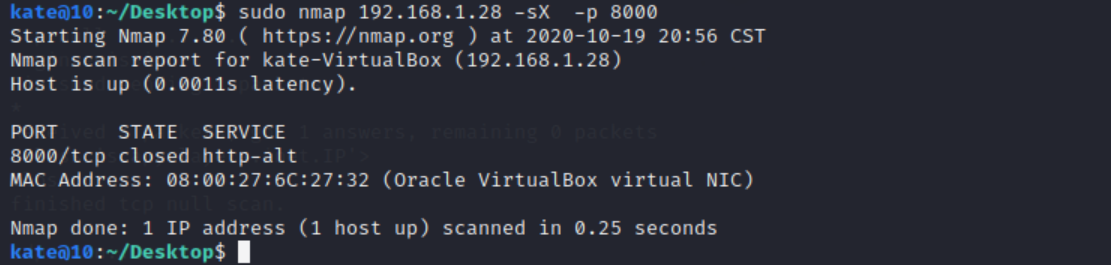 kate@10:~/Desktop$ sudo nmap 192.168.1.28 -sX  -p 8000
Starting Nmap 7.80 ( https://nmap.org ) at 2020-10-19 20:56 CST
Nmap scan report for kate-VirtualBox (192.168.1.28)
Host is up (0.0011s latency).
PORT     STATE  SERVICE
8000/tcp closed http-alt
MAC Address: 08:00:27:6C:27:32 (Oracle VirtualBox virtual NIC)
Nmap done: 1 IP address (1 host up) scanned in 0.25 seconds
kate@10:~/Desktop$